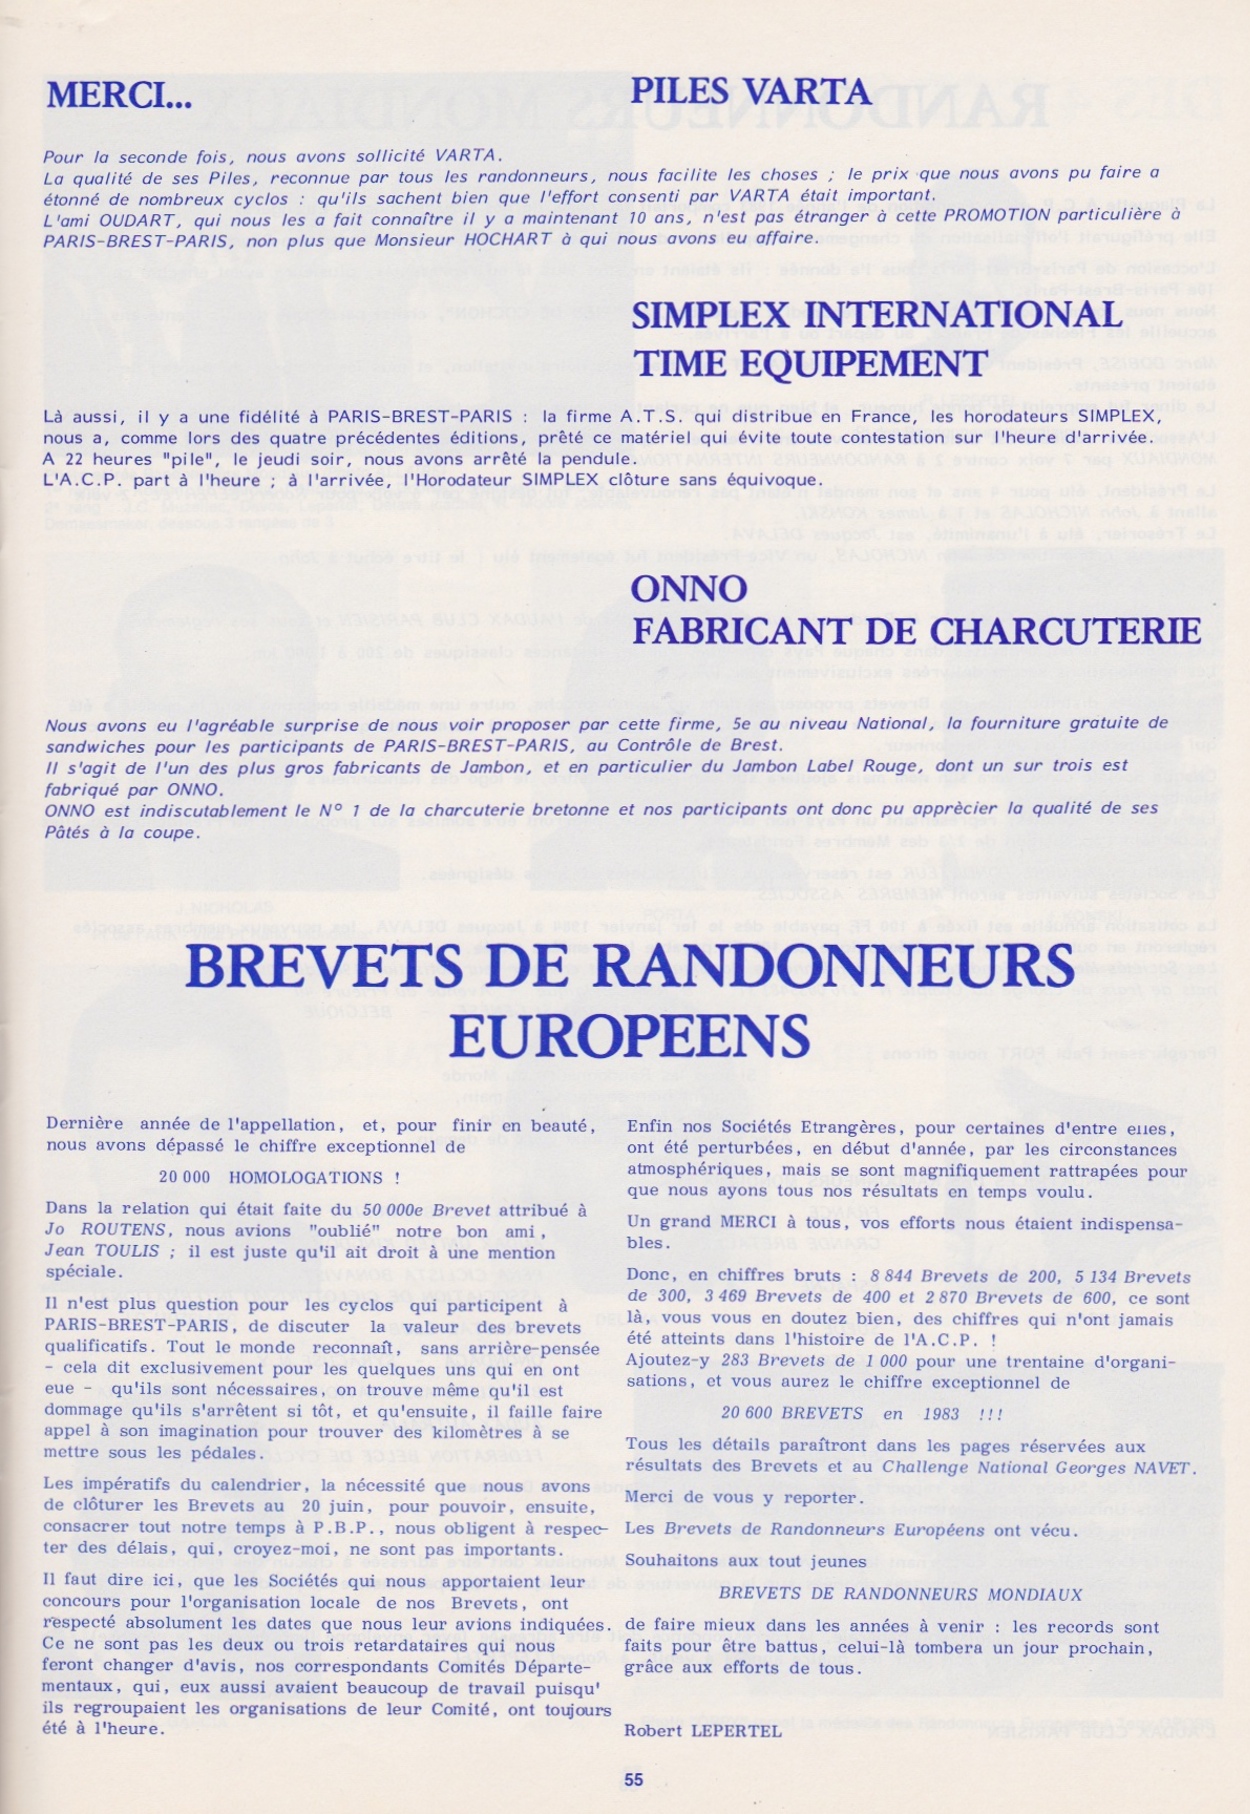 MERCI...
PILES VARTA
Pour la seconde fois, nous avons sollicité VARTA.
La qualité de ses Piles, reconnue par tous les randonneurs, nous facilite les choses ; le prix que nous avons pu faire a
étonné de nombreux cyclos : qu'ils sachent bien que l'effort consenti par VARTA était important.
L'ami OUDART, qui nous les a fait connaître il y a maintenant 10 ans, n'est pas étranger à cette PROMOTION particulière à
PARIS-BREST-PARIS, non plus que Monsieur HOCHART à qui nous avons eu affaire.
SIMPLEX INTERNATIONAL
TIME EQUIPEMENT
Là aussi, il y a une fidélité à PARIS-BREST-PARIS : la firme A.T.S. qui distribue en France, les horodateurs SIMPLEX,
nous a, comme lors des quatre précédentes éditions, prêté ce matériel qui évite toute contestation sur l'heure d'arrivée.
A 22 heures "pile", le jeudi soir, nous avons arrêté la pendule.
L'A.C.P. part à l'heure ; à l'arrivée, l'Horodateur SIMPLEX clôture sans équivoque.
ONNO
FABRICANT DE CHARCUTERIE
Nous avons eu l'agréable surprise de nous voir proposer par cette firme, 5e au niveau National, la fourniture gratuite de
sandwiches pour les participants de PARIS-BREST-PARIS, au Contrôle de Brest.
Il s'agit de l'un des plus gros fabricants de Jambon, et en particulier du Jambon Label Rouge, dont un sur trois est
fabriqué par ONNO.
ONNO est indiscutablement le N° 1 de la charcuterie bretonne et nos participants ont donc pu apprècier la qualité de ses
Pâtés à la coupe.
BREVETS DE RANDONNEURS
EUROPEENS
Dernière année de l'appellation, et, pour finir en beauté,
nous avons dépassé le chiffre exceptionnel de
20 000 HOMOLOGATIONS !
Dans la relation qui était faite du 50 000e Brevet attribué à
Jo ROUTENS, nous avions "oublié" notre bon ami,
Jean TOULIS ; il est juste qu'il ait droit à une mention
spéciale.
Il n'est plus question pour les cyclos qui participent à
PARIS-BREST-PARIS, de discuter la valeur des brevets
qualificatifs. Tout le monde reconnaît, sans arrière-pensée
- cela dit exclusivement pour les quelques uns qui en ont
eue - qu'ils sont nécessaires, on trouve même qu'il est
dommage qu'ils s'arrêtent si tôt, et qu'ensuite, il faille faire
appel à son imagination pour trouver des kilomètres à se
mettre sous les pédales.
Les impératifs du calendrier, la nécessité que nous avons
de clôturer les Brevets au 20 juin, pour pouvoir, ensuite,
consacrer tout notre temps à P.B.P., nous obligent à respec-
ter des délais, qui, croyez-moi, ne sont pas importants.
Il faut dire ici, que les Sociétés qui nous apportaient leur
concours pour l'organisation locale de nos Brevets, ont
respecté absolument les dates que nous leur avions indiquées.
Ce ne sont pas les deux ou trois retardataires qui nous
feront changer d'avis, nos correspondants Comités Départe-
mentaux, qui, eux aussi avaient beaucoup de travail puisqu'
ils regroupaient les organisations de leur Comité, ont toujours
été à l'heure.
Enfin nos Sociétés Etrangères, pour certaines d'entre elles,
ont été perturbées, en début d'année, par les circonstances
atmosphériques, mais se sont magnifiquement rattrapées pour
que nous ayons tous nos résultats en temps voulu.
Un grand MERCI à tous, vos efforts nous étaient indispensa-
bles.
Donc, en chiffres bruts : 8 844 Brevets de 200, 5 134 Brevets
de 300, 3 469 Brevets de 400 et 2 870 Brevets de 600, ce sont
là, vous vous en doutez bien, des chiffres qui n'ont jamais
été atteints dans l'histoire de l'A.C.P. !
Ajoutez-y 283 Brevets de 1 000 pour une trentaine d'organi-
sations, et vous aurez le chiffre exceptionnel de
20 600 BREVETS en 1983 !!!
Tous les détails paraîtront dans les pages réservées aux
résultats des Brevets et au Challenge National Georges NAVET.
Merci de vous y reporter.
Les Brevets de Randonneurs Européens ont vécu.
Souhaitons aux tout jeunes
BREVETS DE RANDONNEURS MONDIAUX
de faire mieux dans les années à venir : les records sont
faits pour être battus, celui-là tombera un jour prochain,
grâce aux efforts de tous.
Robert LEPERTEL
55